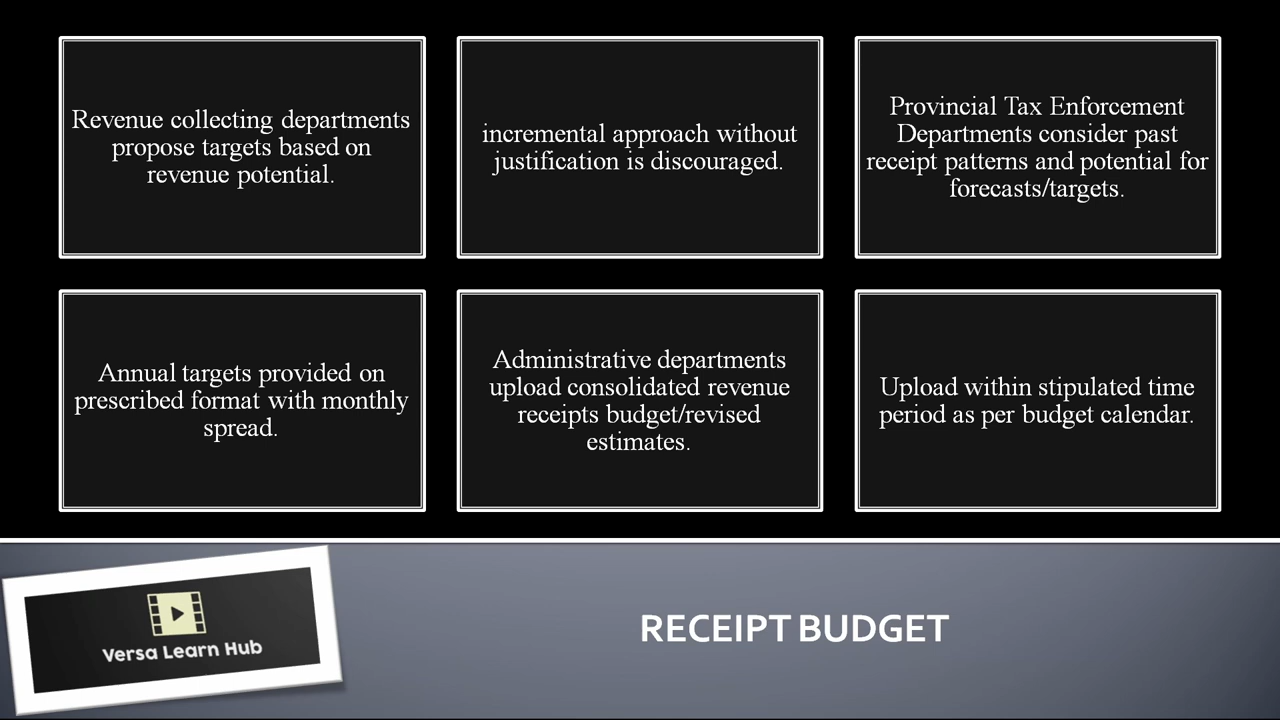 Revenue collecting departments
propose targets based on
revenue potential.
incremental approach without
justification is discouraged.
Provincial Tax Enforcement
Departments consider past
receipt patterns and potential for
forecasts/targets.
Annual targets provided on
prescribed format with monthly
spread.
Administrative departments
upload consolidated revenue
receipts budget/revised
estimates.
Upload within stipulated time
period as per budget calendar.
Versa Learn Hub
RECEIPT BUDGET